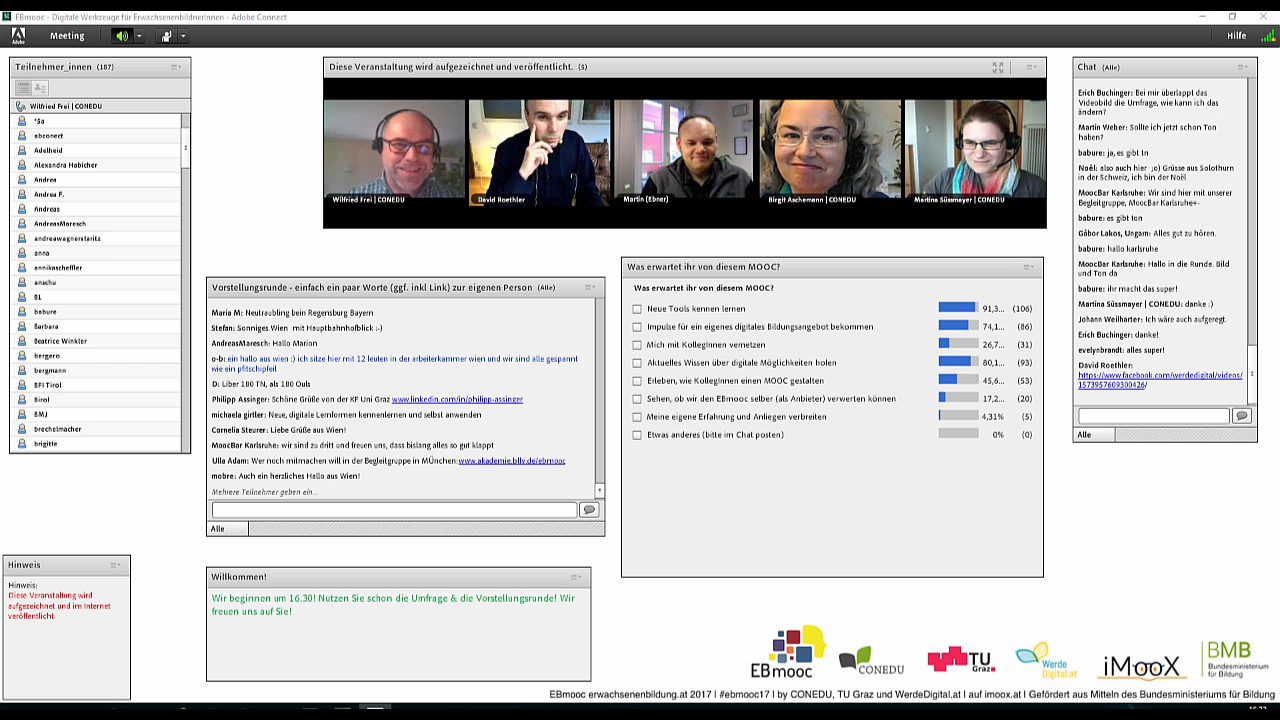 EBmooc - Digitale Werkzeuge für ErwachsenenbildnerInnen - Adobe Connect
Adobe
Meeting
Hilfe
Teilnehmer_innen (187)
Wilfried Frei | CONEDU
*Sa
abconect
Adelheid
Alexandra Habicher
Andrea
Andrea F.
Andreas
AndreasMaresch
andreawagnerstaritz
anna
annikascheffler
anschu
B1
babure
Barbara
Beatrice Winkler
bergero
bergmann
BFI Tirol
Birol
BMJ
brechelmacher
brigitte
Diese Veranstaltung wird aufgezeichnet und veröffentlicht. (5)
Wilfried Frei | CONEDU
David Roethler
Martin (Ebner)
Birgit Aschemann | CONEDU
Martina Süssmayer | CONEDU
Chat (Alle)
Erich Buchinger: Bei mir überlappt das
Videobild die Umfrage, wie kann ich das
ändern?
Martin Weber: Sollte ich jetzt schon Ton
haben?
babure: ja, es gibt tn
Noël: also auch hier ;o) Grüsse aus Solothurn
in der Schweiz, ich bin der Noël
MoocBar Karlsruhe: Wir sind hier mit unserer
Begleitgruppe, MoocBar Karlsruhe+-
babure: es gibt ton
Gábor Lakos, Ungarn: Alles gut zu hören.
babure: hallo karlsruhe
MoocBar Karlsruhe: Hallo in die Runde. Bild
und Ton da
babure: ihr macht das super!
Martina Süssmayer | CONEDU: danke :)
Johann Weilharter: Ich wäre auch aufgeregt.
Erich Buchinger: danke!
evelynbrandt: alles super!
David Roethler:
https://www.facebook.com/werdedigital/videos/
1573957609300426/
Alle
Vorstellungsrunde - einfach ein paar Worte (ggf. inkl Link) zur eigenen Person (Alle)
Maria M: Neutraubling beim Regensburg Bayern
Stefan: Sonniges Wien mit Hauptbahnhofblick :-)
AndreasMaresch: Hallo Marion
o-b: ein hallo aus wien :) ich sitze hier mit 12 leuten in der arbeiterkammer wien und wir sind alle gespannt
wie ein pfitschipfeil
D: Liber 180 TN, als 180 Ouls
Philipp Assinger: Schöne Grüße von der KF Uni Graz www.linkedin.com/in/philipp-assinger
michaela girtler: Neue, digitale Lernformen kennenlernen und selbst anwenden
Cornelia Steurer: Liebe Grüße aus Wien!
MoocBar Karlsruhe: wir sind zu dritt und freuen uns, dass bislang alles so gut klappt
Ulla Adam: Wer noch mitmachen will in der Begleitgruppe in MÜnchen: www.akademie.bllv.de/ebmooc
mobre: Auch ein herzliches Hallo aus Wien!
Mehrere Teilnehmer geben ein...
Alle
Was erwartet ihr von diesem MOOC?
Was erwartet ihr von diesem MOOC?
Neue Tools kennen lernen 91,3... (106)
Impulse für ein eigenes digitales Bildungsangebot bekommen 74,1... (86)
Mich mit KollegInnen vernetzen 26,7... (31)
Aktuelles Wissen über digitale Möglichkeiten holen 80,1... (93)
Erleben, wie KollegInnen einen MOOC gestalten 45,6... (53)
Sehen, ob wir den EBmooc selber (als Anbieter) verwerten können 17,2... (20)
Meine eigene Erfahrung und Anliegen verbreiten 4,31% (5)
Etwas anderes (bitte im Chat posten) 0% (0)
Hinweis
Hinweis:
Diese Veranstaltung wird
aufgezeichnet und im Internet
veröffentlicht.
Willkommen!
Wir beginnen um 16.30! Nutzen Sie schon die Umfrage & die Vorstellungsrunde! Wir
freuen uns auf Sie!
EBmooc
CONEDU
TU
Graz
Werde
Digital.at
iMooX
BMB
Bundesministerium
für Bildung
EBmooc erwachsenenbildung.at 2017 I #ebmooc17 I by CONEDU, TU Graz und WerdeDigital.at I auf imoox.at I Gefördert aus Mitteln des Bundesministeriums für Bildung